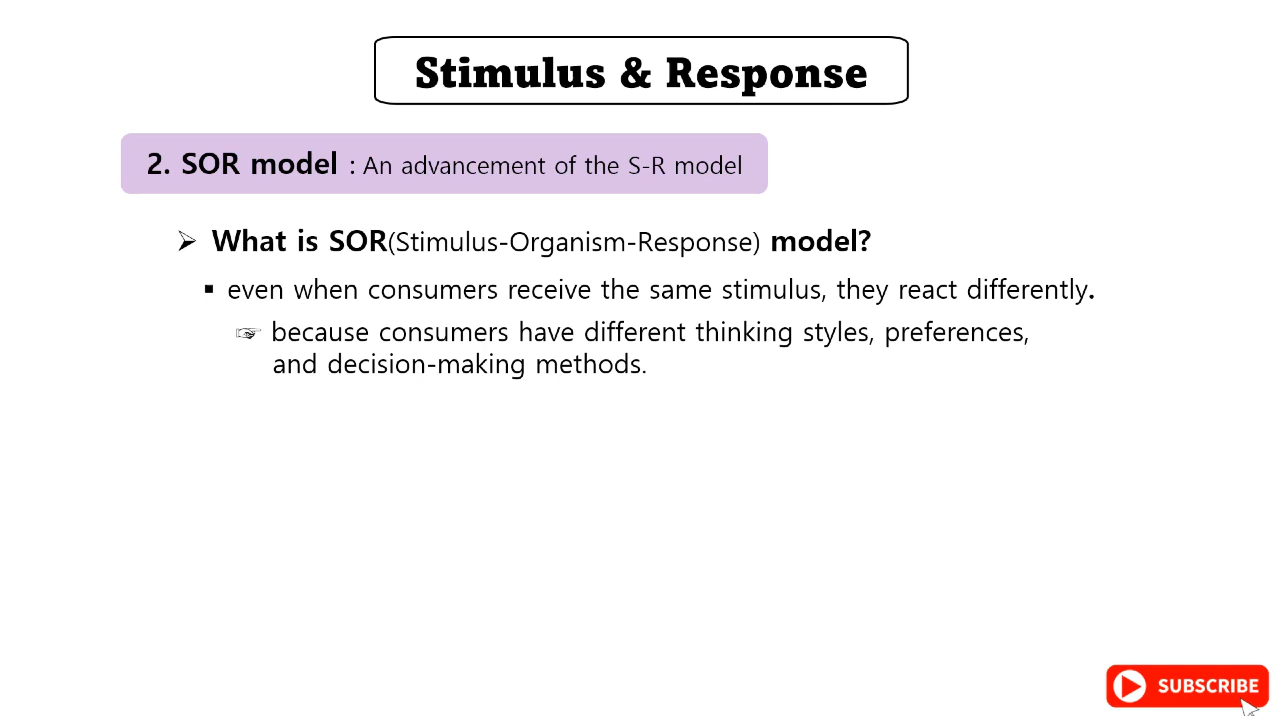 Stimulus & Response
2. SOR model : An advancement of the S-R model
➢ What is SOR(Stimulus-Organism-Response) model?
▪ even when consumers receive the same stimulus, they react differently.
☞ because consumers have different thinking styles, preferences,
and decision-making methods.
SUBSCRIBE